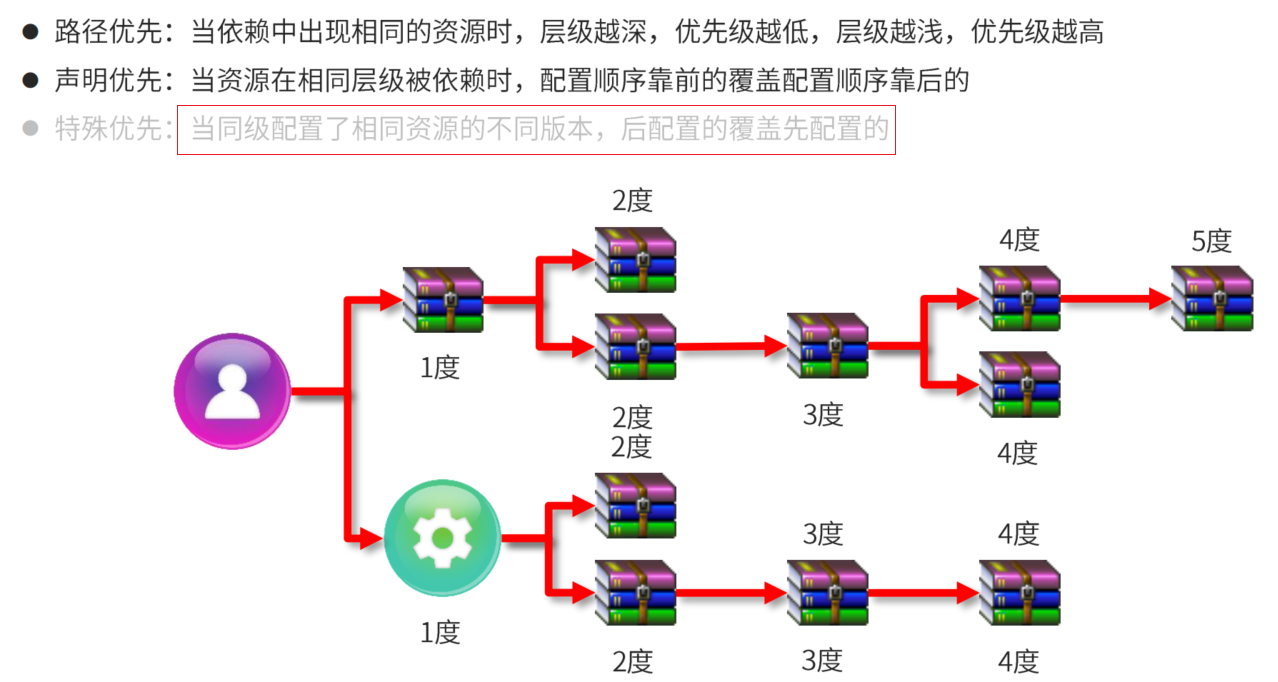 ● 路径优先：当依赖中出现相同的资源时，层级越深，优先级越低，层级越浅，优先级越高
● 声明优先：当资源在相同层级被依赖时，配置顺序靠前的覆盖配置顺序靠后的
● 特殊优先：当同级配置了相同资源的不同版本，后配置的覆盖先配置的
2度
4度
5度
1度
2度
3度
2度
4度
3度
4度
1度
2度
3度
4度